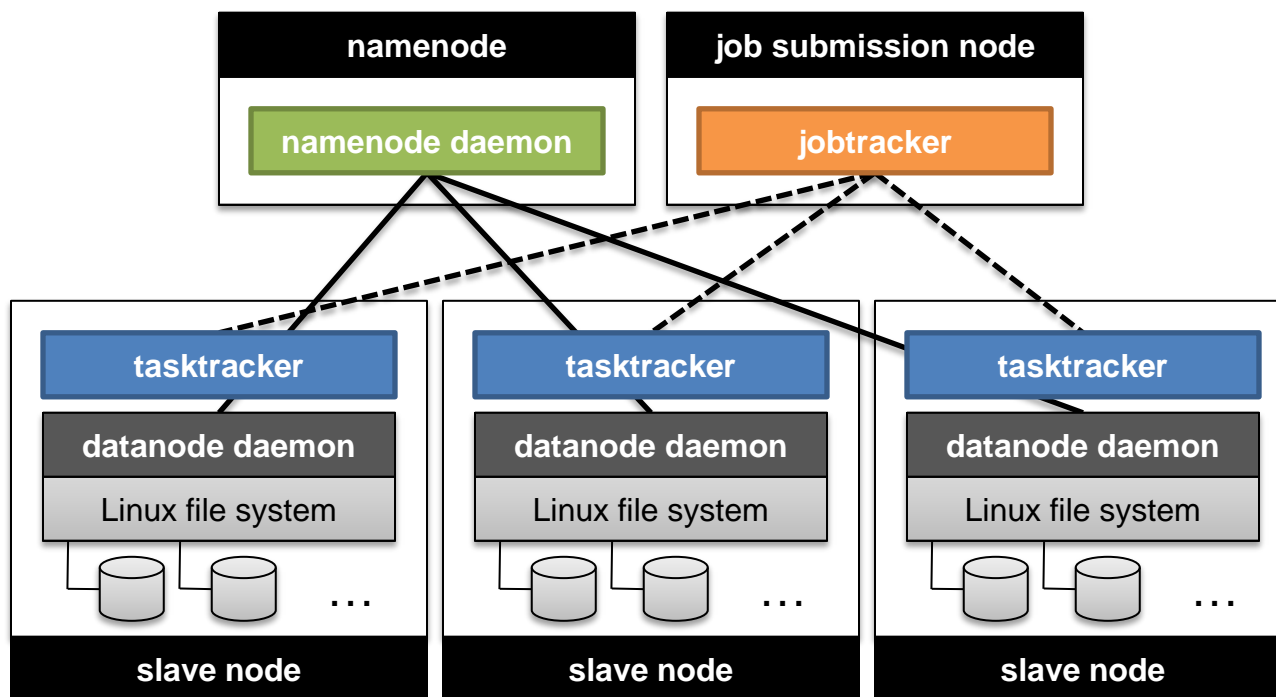 namenode
job submission node
namenode daemon
jobtracker
tasktracker
tasktracker
tasktracker
datanode daemon
datanode daemon
datanode daemon
Linux file system
Linux file system
Linux file system
…
…
…
slave node
slave node
slave node